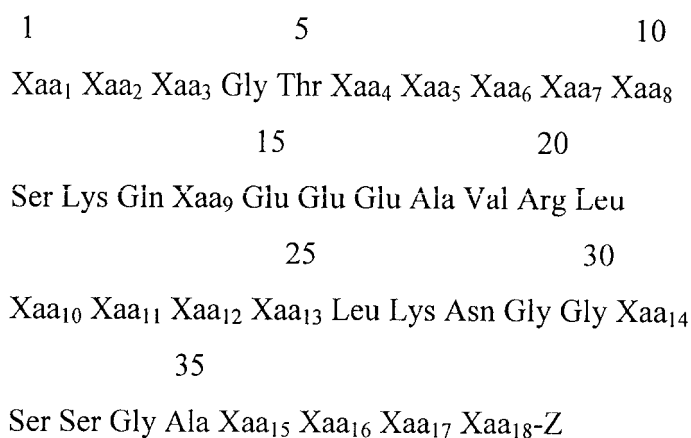 1 5 10
Xaa₁ Xaa₂ Xaa₃ Gly Thr Xaa₄ Xaa₅ Xaa₆ Xaa₇ Xaa₈
15 20
Ser Lys Gln Xaa₉ Glu Glu Glu Ala Val Arg Leu
25 30
Xaa₁₀ Xaa₁₁ Xaa₁₂ Xaa₁₃ Leu Lys Asn Gly Gly Xaa₁₄
35
Ser Ser Gly Ala Xaa₁₅ Xaa₁₆ Xaa₁₇ Xaa₁₈-Z